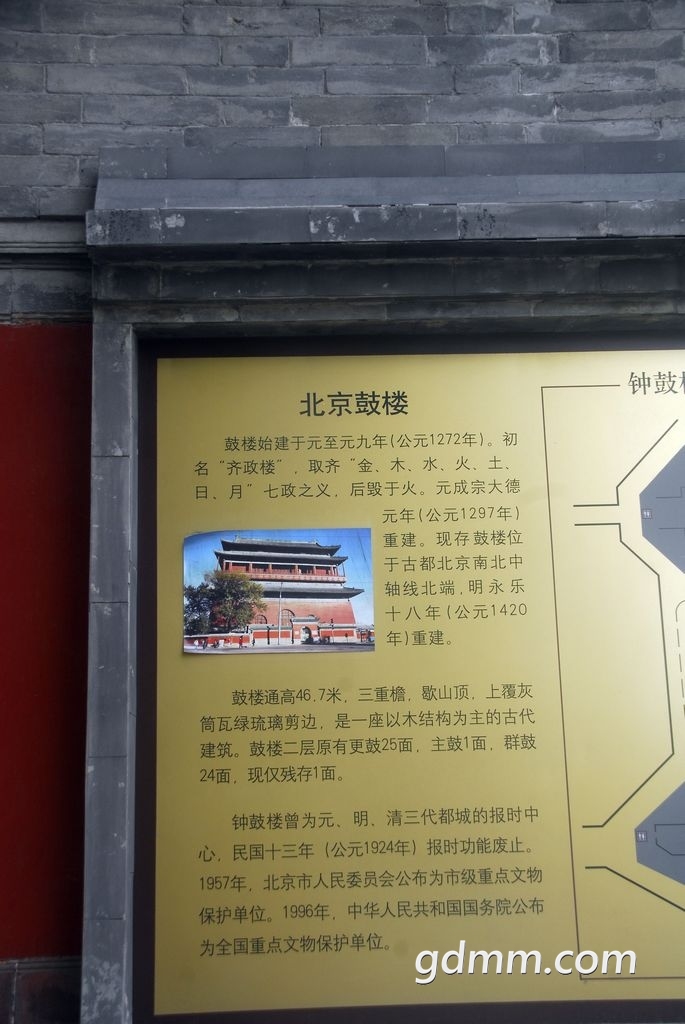 北京鼓楼
鼓楼始建于元至元九年(公元1272年)。初
名“齐政楼”，取齐“金、木、水、火、土、
日、月”七政之义，后毁于火。元成宗大德
元年(公元1297年)
重建。现存鼓楼位
于古都北京南北中
轴线北端,明永乐
十八年(公元1420
年)重建。
鼓楼通高46.7米，三重檐，歇山顶，上覆灰
筒瓦绿琉璃剪边，是一座以木结构为主的古代
建筑。鼓楼二层原有更鼓25面，主鼓1面，群鼓
24面，现仅残存1面。
钟鼓楼曾为元、明、清三代都城的报时中
心，民国十三年（公元1924年）报时功能废止。
1957年，北京市人民委员会公布为市级重点文物
保护单位。1996年，中华人民共和国国务院公布
为全国重点文物保护单位。
钟鼓
gdmm.com